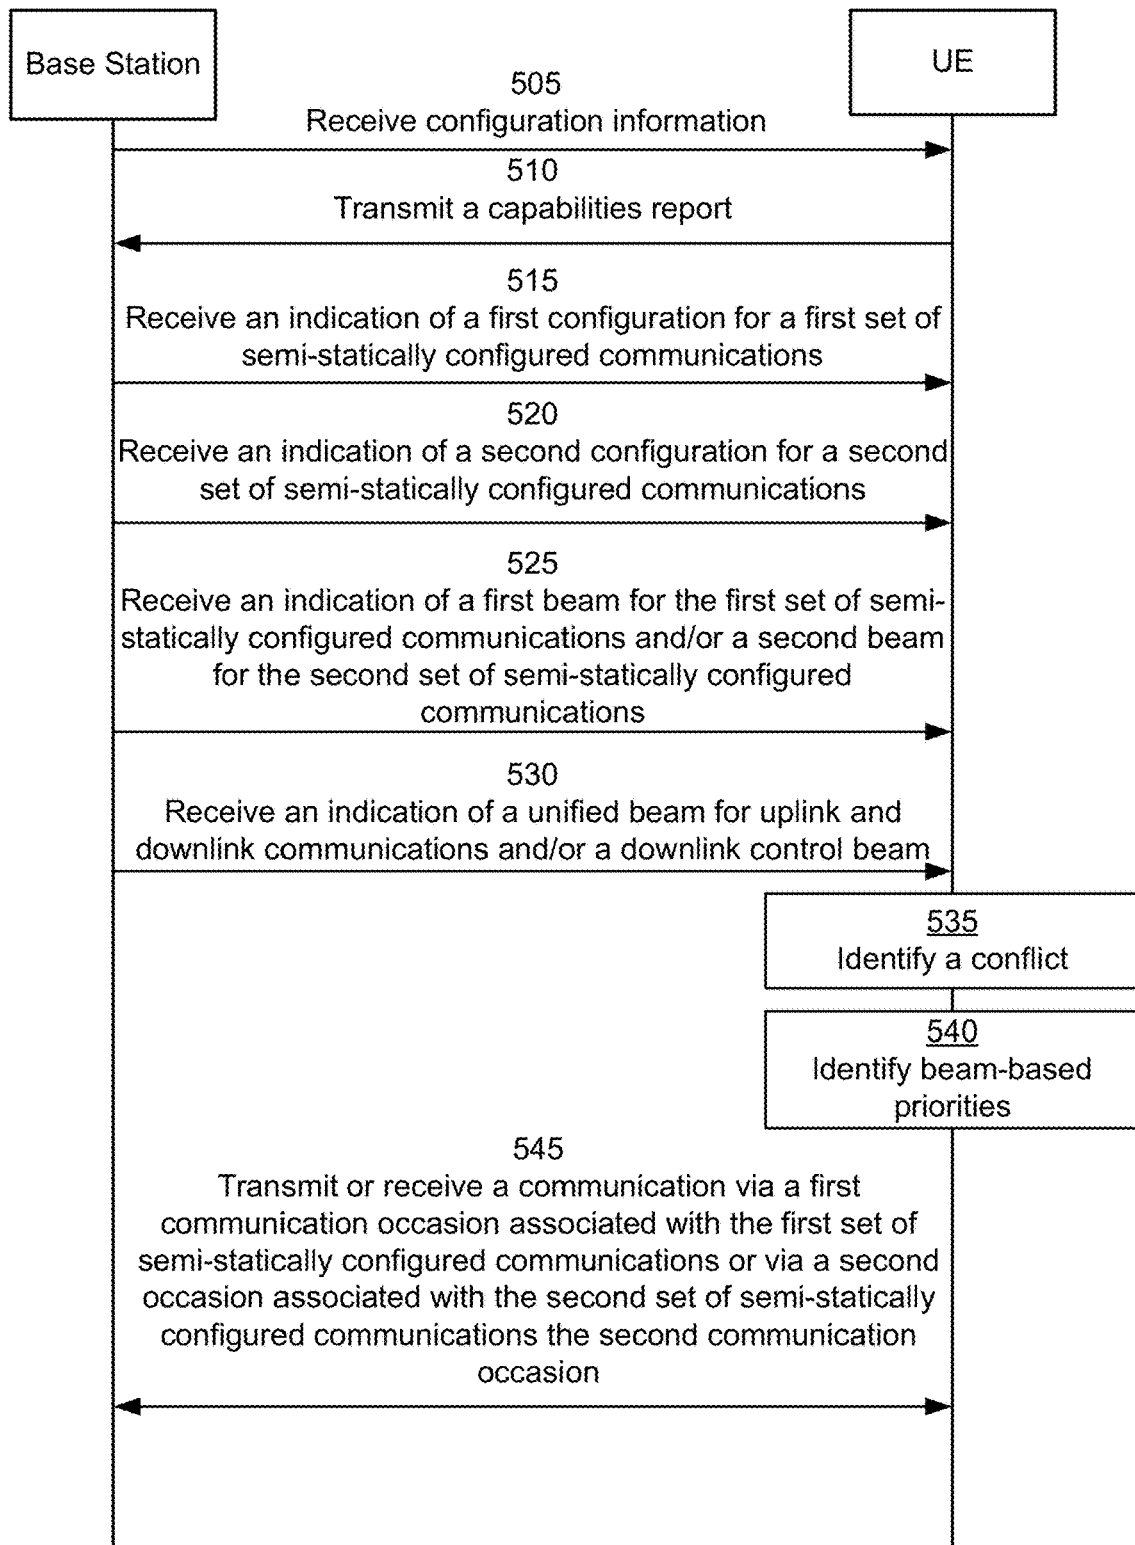 Base Station
UE
505
Receive configuration information
510
Transmit a capabilities report
515
Receive an indication of a first configuration for a first set of
semi-statically configured communications
520
Receive an indication of a second configuration for a second
set of semi-statically configured communications
525
Receive an indication of a first beam for the first set of semi-
statically configured communications and/or a second beam
for the second set of semi-statically configured
communications
530
Receive an indication of a unified beam for uplink and
downlink communications and/or a downlink control beam
535
Identify a conflict
540
Identify beam-based
priorities
545
Transmit or receive a communication via a first
communication occasion associated with the first set of
semi-statically configured communications or via a second
occasion associated with the second set of semi-statically
configured communications the second communication
occasion